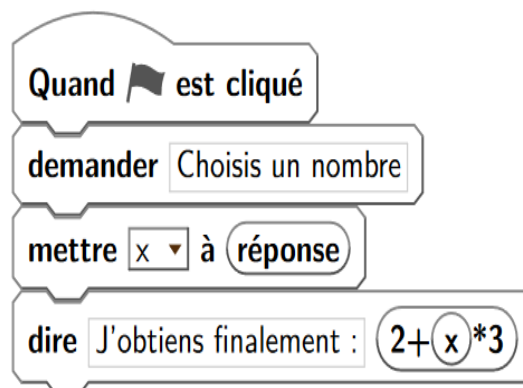 Quand est cliqué
demander Choisis un nombre
mettre x à réponse
dire J'obtiens finalement : 2+x*3